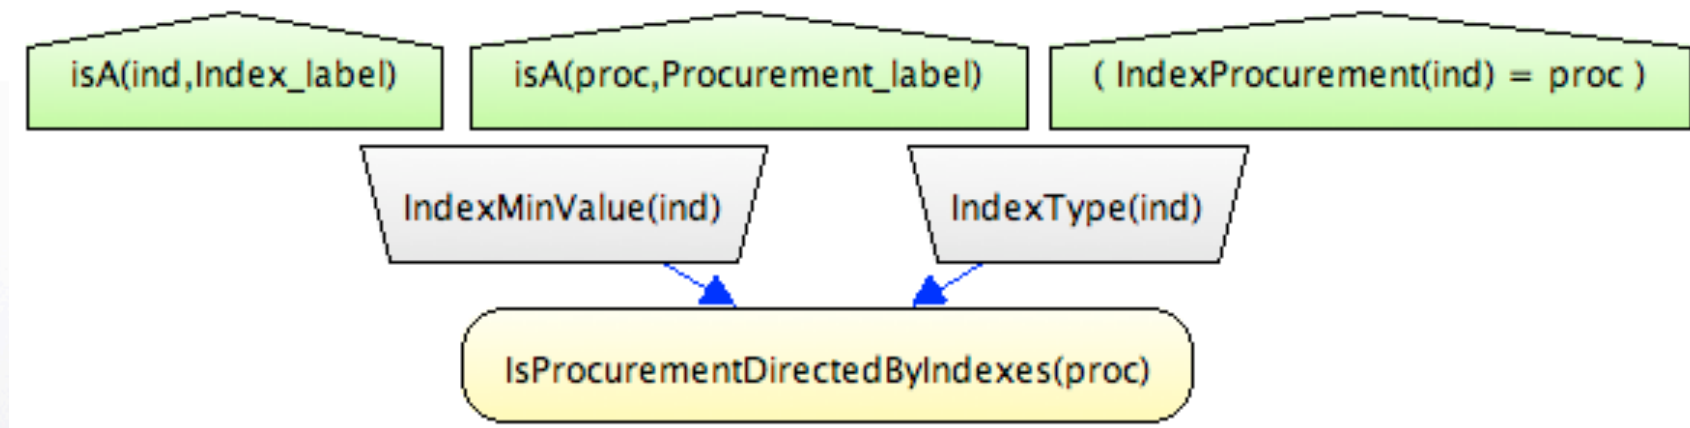 isA(ind,Index_label)
isA(proc,Procurement_label)
( IndexProcurement(ind) = proc )
IndexMinValue(ind)
IndexType(ind)
IsProcurementDirectedByIndexes(proc)